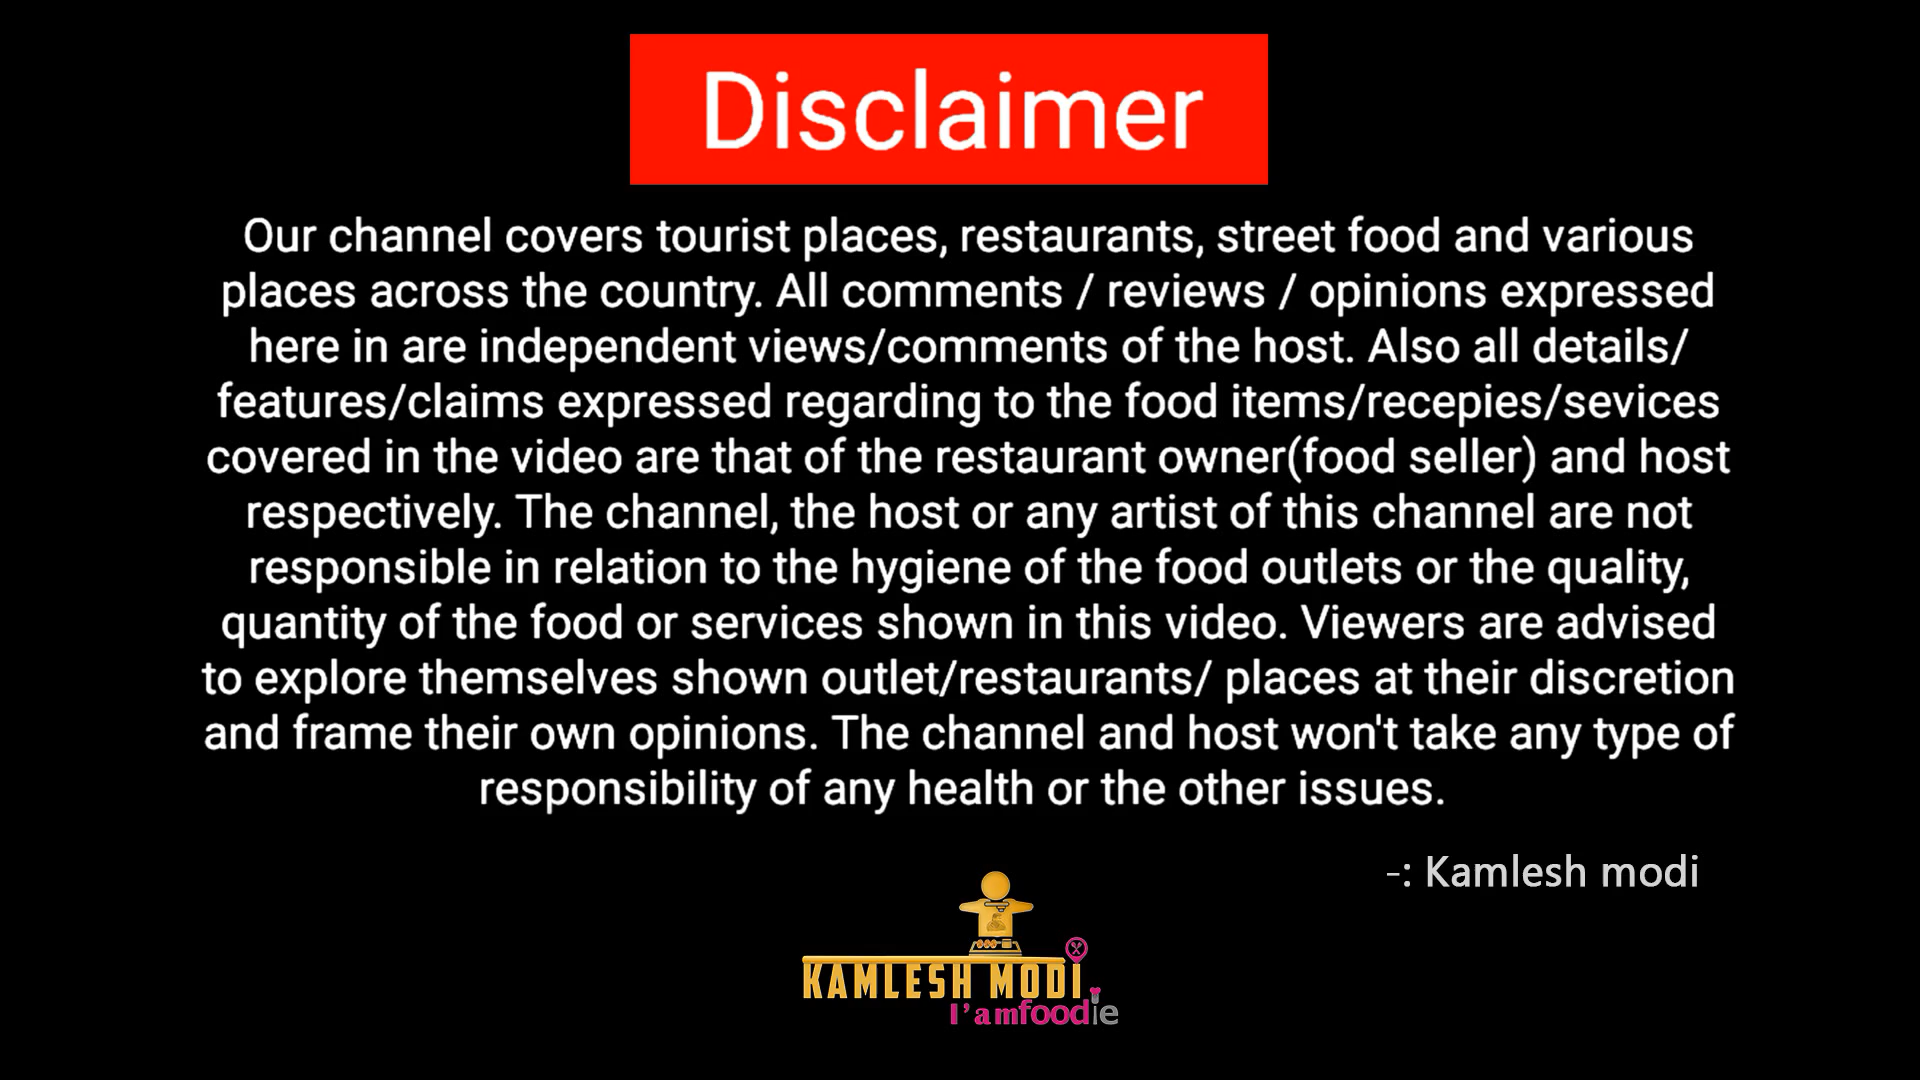 Disclaimer
Our channel covers tourist places, restaurants, street food and various
places across the country. All comments / reviews / opinions expressed
here in are independent views/comments of the host. Also all details/
features/claims expressed regarding to the food items/recepies/sevices
covered in the video are that of the restaurant owner(food seller) and host
respectively. The channel, the host or any artist of this channel are not
responsible in relation to the hygiene of the food outlets or the quality,
quantity of the food or services shown in this video. Viewers are advised
to explore themselves shown outlet/restaurants/ places at their discretion
and frame their own opinions. The channel and host won't take any type of
responsibility of any health or the other issues.
-: Kamlesh modi
KAMLESH MODI
I'amfoodie